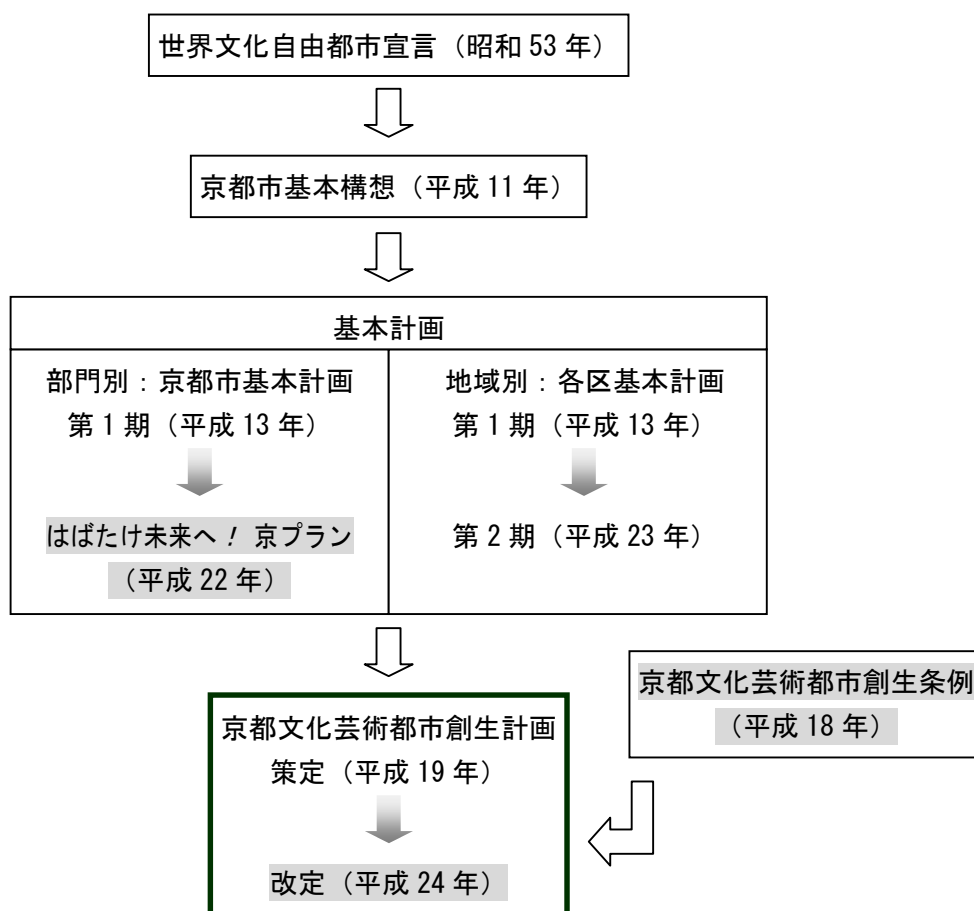 世界文化自由都市宣言（昭和 53 年）
京都市基本構想（平成 11 年）
基本計画
部門別：京都市基本計画
第 1 期（平成 13 年）
はばたけ未来へ！ 京プラン
（平成 22 年）
地域別：各区基本計画
第 1 期（平成 13 年）
第 2 期（平成 23 年）
京都文化芸術都市創生条例
（平成 18 年）
京都文化芸術都市創生計画
策定（平成 19 年）
改定（平成 24 年）